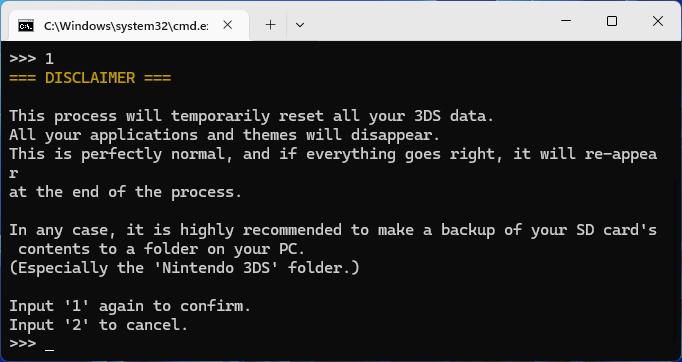 C:\Windows\system32\cmd.e
>>> 1
=== DISCLAIMER ===
This process will temporarily reset all your 3DS data.
All your applications and themes will disappear.
This is perfectly normal, and if everything goes right, it will re-appea
r
at the end of the process.
In any case, it is highly recommended to make a backup of your SD card's
contents to a folder on your PC.
(Especially the 'Nintendo 3DS' folder.)
Input '1' again to confirm.
Input '2' to cancel.
>>> _